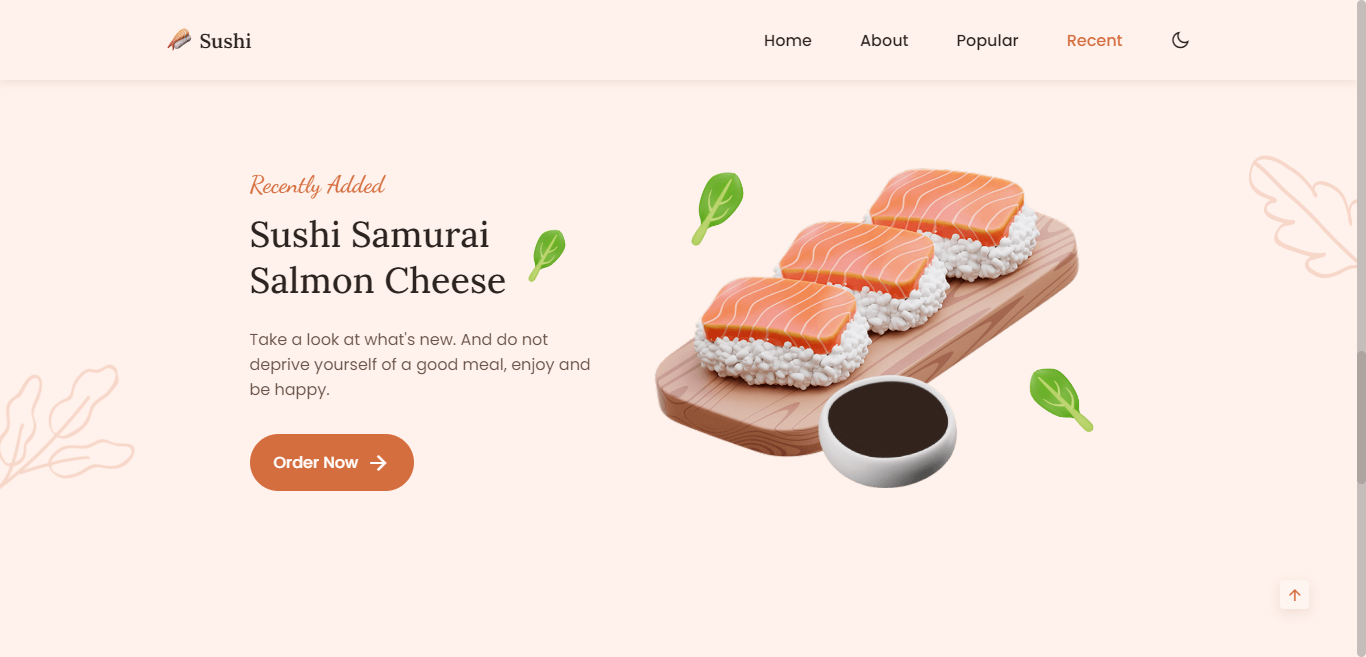 Sushi
Home
About
Popular
Recent
Recently Added
Sushi Samurai
Salmon Cheese
Take a look at what's new. And do not
deprive yourself of a good meal, enjoy and
be happy.
Order Now